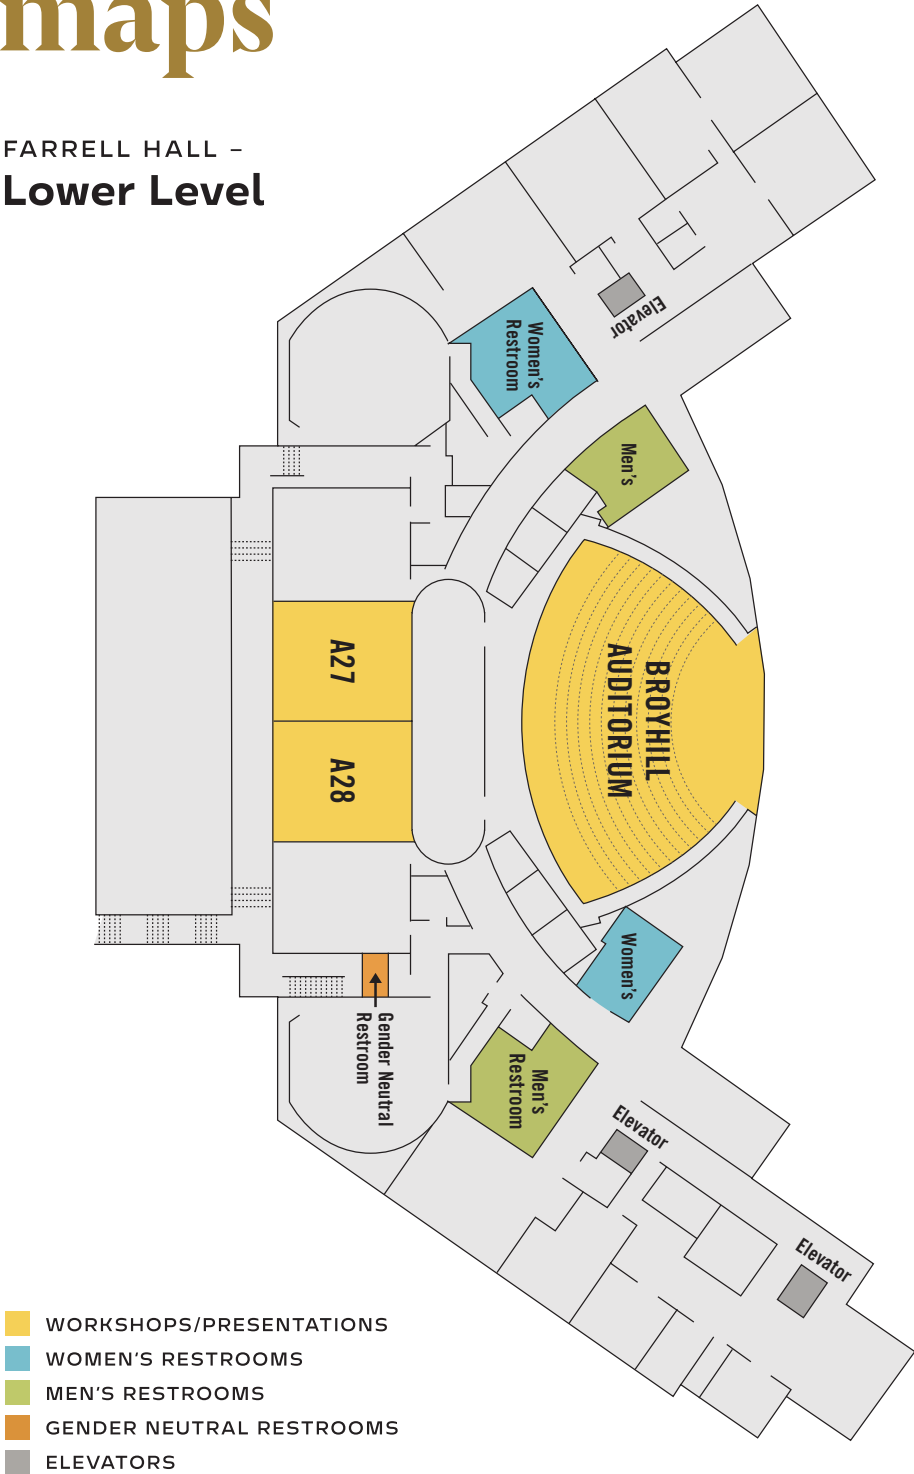 maps
FARRELL HALL –
Lower Level
Elevator
Women's
Restroom
Men's
A27
A28
BROYHILL
AUDITORIUM
Women's
Gender Neutral
Restroom
Men's
Restroom
Elevator
Elevator
WORKSHOPS/PRESENTATIONS
WOMEN'S RESTROOMS
MEN'S RESTROOMS
GENDER NEUTRAL RESTROOMS
ELEVATORS